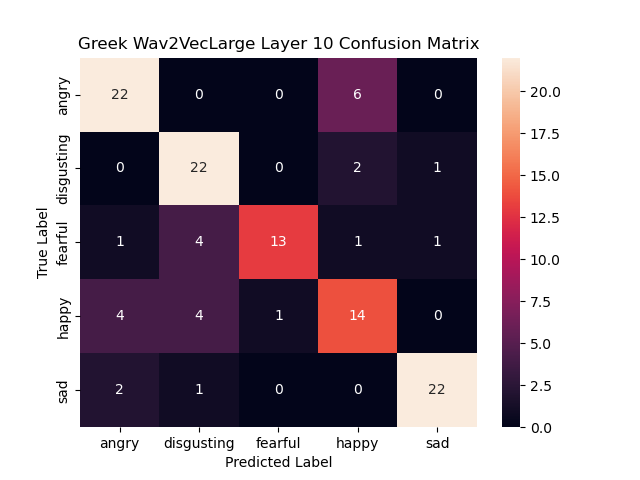 Greek Wav2VecLarge Layer 10 Confusion Matrix
True Label
angry 22 0 0 6 0
disgusting 0 22 0 2 1
fearful 1 4 13 1 1
happy 4 4 1 14 0
sad 2 1 0 0 22
angry disgusting fearful happy sad
Predicted Label
20.0
17.5
15.0
12.5
10.0
7.5
5.0
2.5
0.0